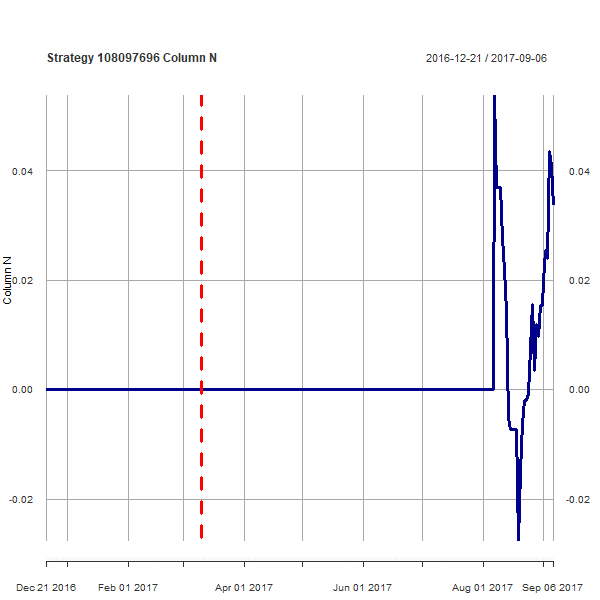 Strategy 108097696 Column N
2016-12-21 / 2017-09-06
Column N
0.04
0.02
0.00
-0.02
0.04
0.02
0.00
-0.02
Dec 21 2016
Feb 01 2017
Apr 01 2017
Jun 01 2017
Aug 01 2017
Sep 06 2017